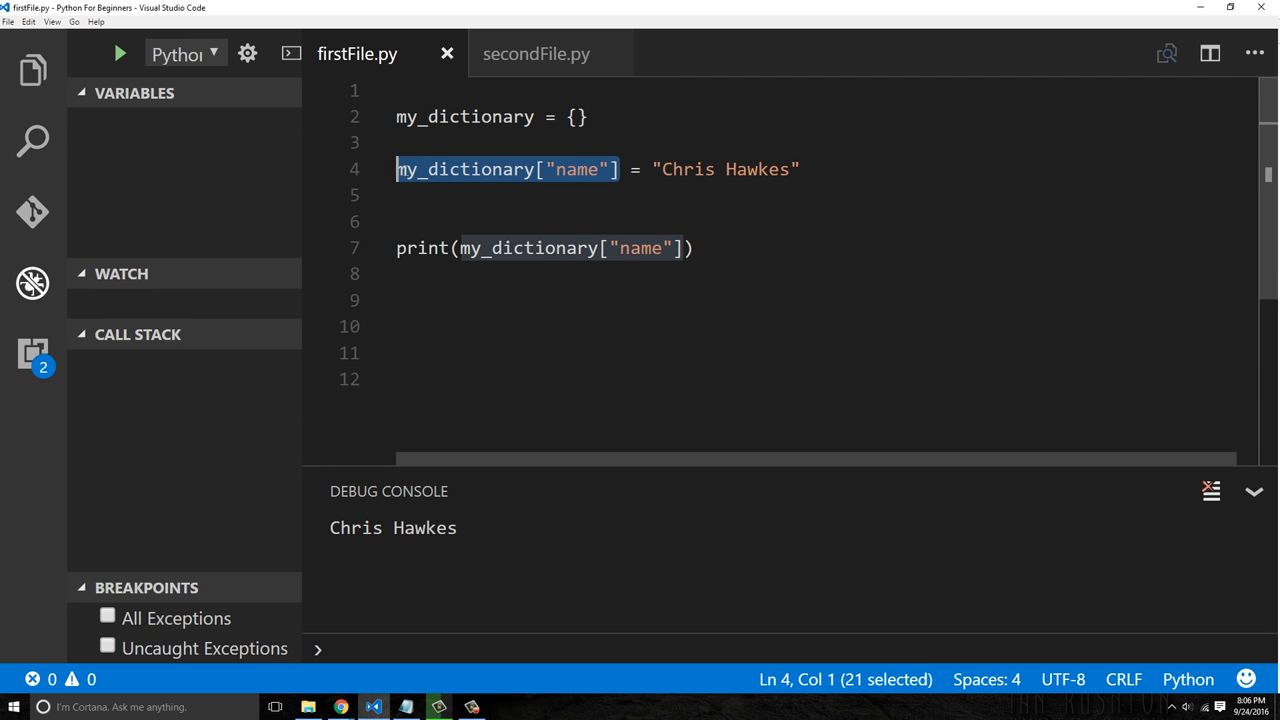 firstFile.py - Python For Beginners - Visual Studio Code
File Edit View Go Help
Pythor
firstFile.py
secondFile.py
VARIABLES
WATCH
CALL STACK
BREAKPOINTS
All Exceptions
Uncaught Exceptions
2
1
2 my_dictionary = {}
3
4 my_dictionary["name"] = "Chris Hawkes"
5
6
7 print(my_dictionary["name"])
8
9
10
11
12
DEBUG CONSOLE
Chris Hawkes
0 0
Ln 4, Col 1 (21 selected) Spaces: 4 UTF-8 CRLF Python
I'm Cortana. Ask me anything.
8:06 PM
9/24/2016